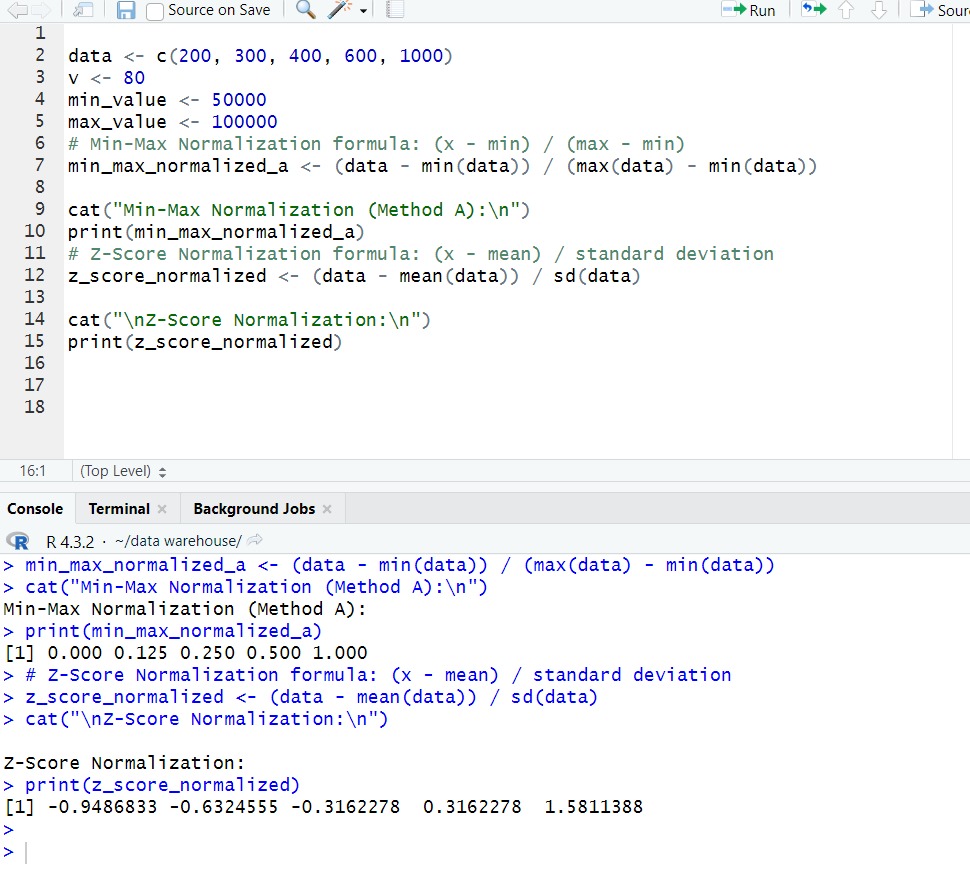 Source on Save Run Sour
1
2 data <- c(200, 300, 400, 600, 1000)
3 v <- 80
4 min_value <- 50000
5 max_value <- 100000
6 # Min-Max Normalization formula: (x - min) / (max - min)
7 min_max_normalized_a <- (data - min(data)) / (max(data) - min(data))
8
9 cat("Min-Max Normalization (Method A):\n")
10 print(min_max_normalized_a)
11 # Z-Score Normalization formula: (x - mean) / standard deviation
12 z_score_normalized <- (data - mean(data)) / sd(data)
13
14 cat("\nZ-Score Normalization:\n")
15 print(z_score_normalized)
16
17
18
16:1 (Top Level)
Console Terminal × Background Jobs ×
R R 4.3.2 · ~/data warehouse/
> min_max_normalized_a <- (data - min(data)) / (max(data) - min(data))
> cat("Min-Max Normalization (Method A):\n")
Min-Max Normalization (Method A):
> print(min_max_normalized_a)
[1] 0.000 0.125 0.250 0.500 1.000
> # Z-Score Normalization formula: (x - mean) / standard deviation
> z_score_normalized <- (data - mean(data)) / sd(data)
> cat("\nZ-Score Normalization:\n")

Z-Score Normalization:
> print(z_score_normalized)
[1] -0.9486833 -0.6324555 -0.3162278  0.3162278  1.5811388
>
>